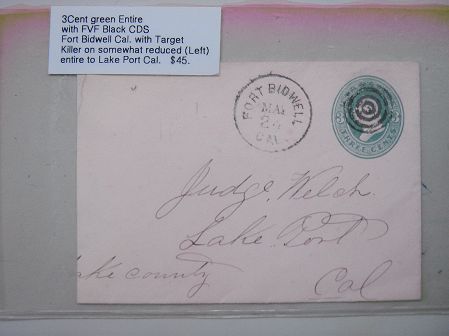 3Cent green Entire
with FVF Black CDS
Fort Bidwell Cal. with Target
Killer on somewhat reduced (Left)
entire to Lake Port Cal. $45.
FORT BIDWELL
MAY
CAL.
THREE CENTS
Judge Welch
Lake Port
ake County
Cal